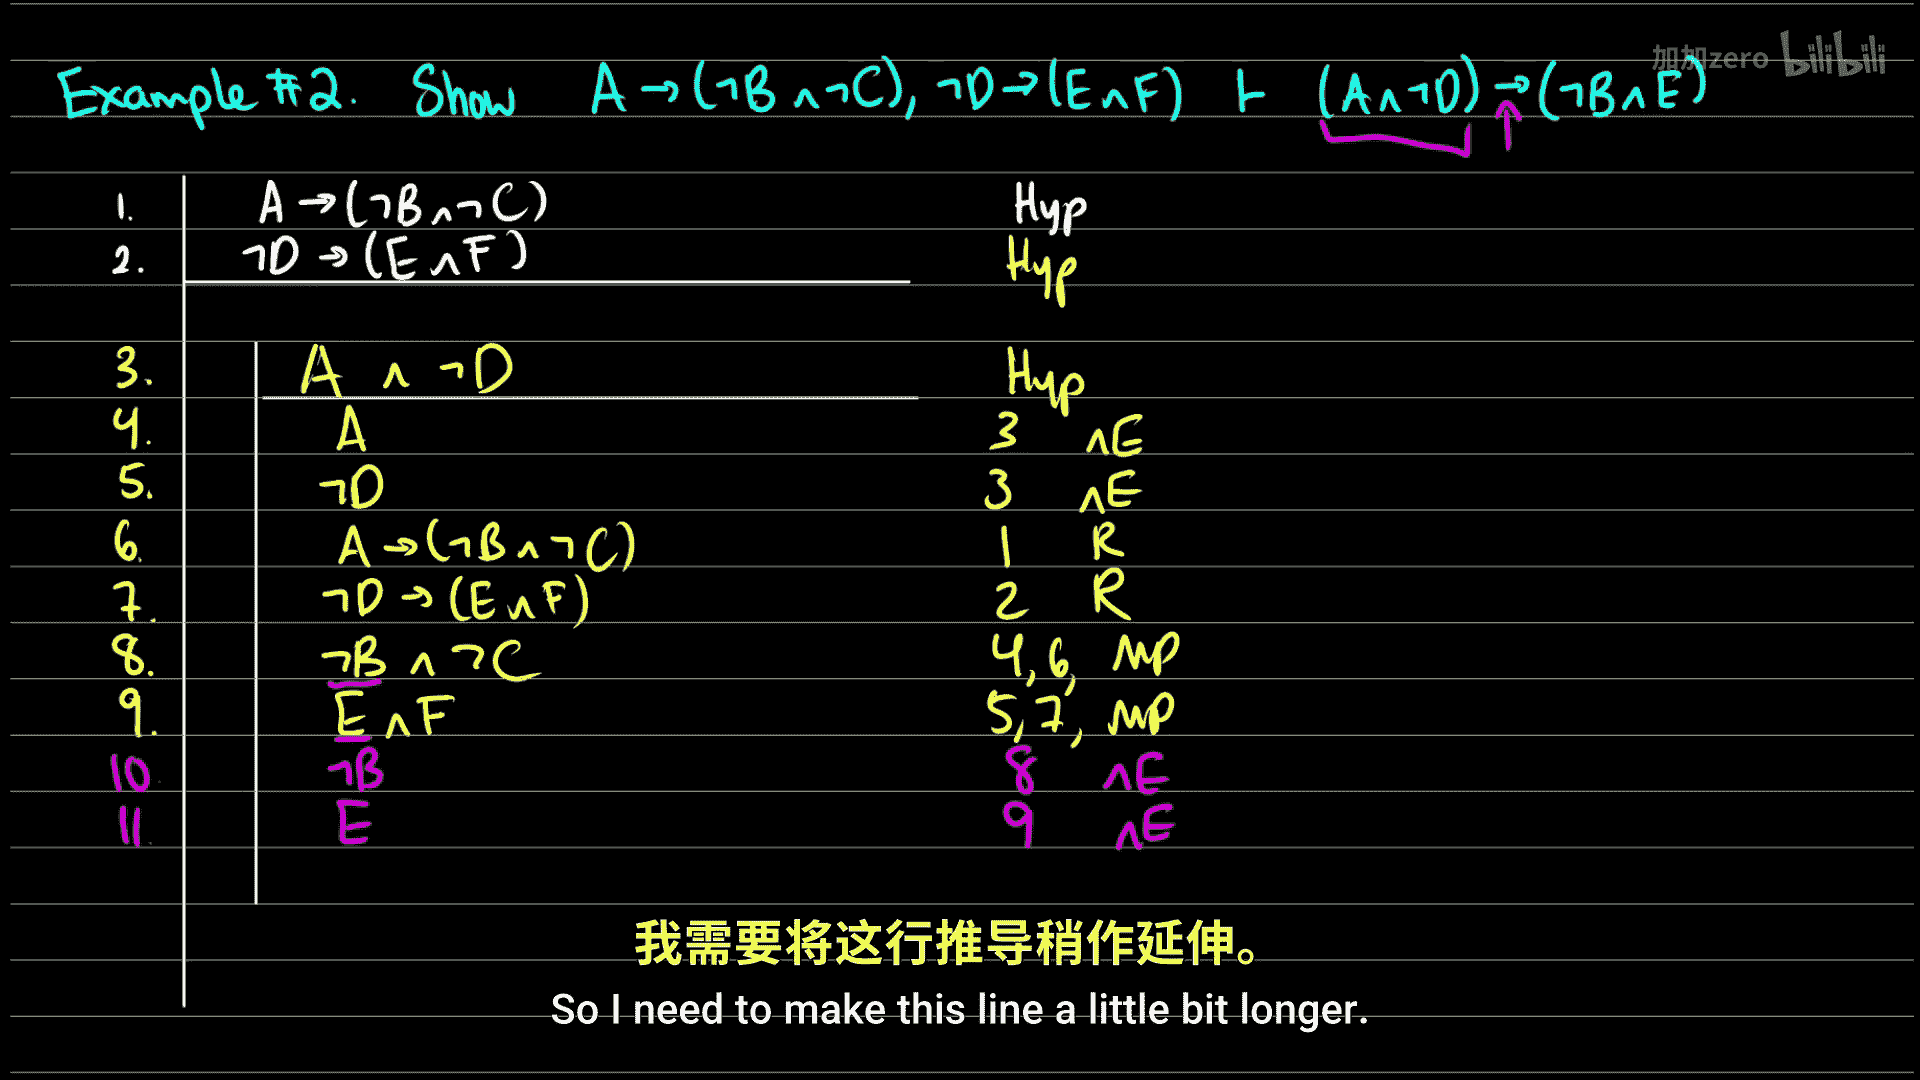 加加zero bilibili
Example #2. Show A→(¬B∧¬C), ¬D→(E∧F) ⊢ (A∧¬D)→(¬B∧E)
1. A→(¬B∧¬C) Hyp
2. ¬D→(E∧F) Hyp
3. A∧¬D Hyp
4. A 3 ∧E
5. ¬D 3 ∧E
6. A→(¬B∧¬C) 1 R
7. ¬D→(E∧F) 2 R
8. ¬B∧¬C 4,6, MP
9. E∧F 5,7, MP
10. ¬B 8 ∧E
11. E 9 ∧E
我需要将这行推导稍作延伸。
So I need to make this line a little bit longer.